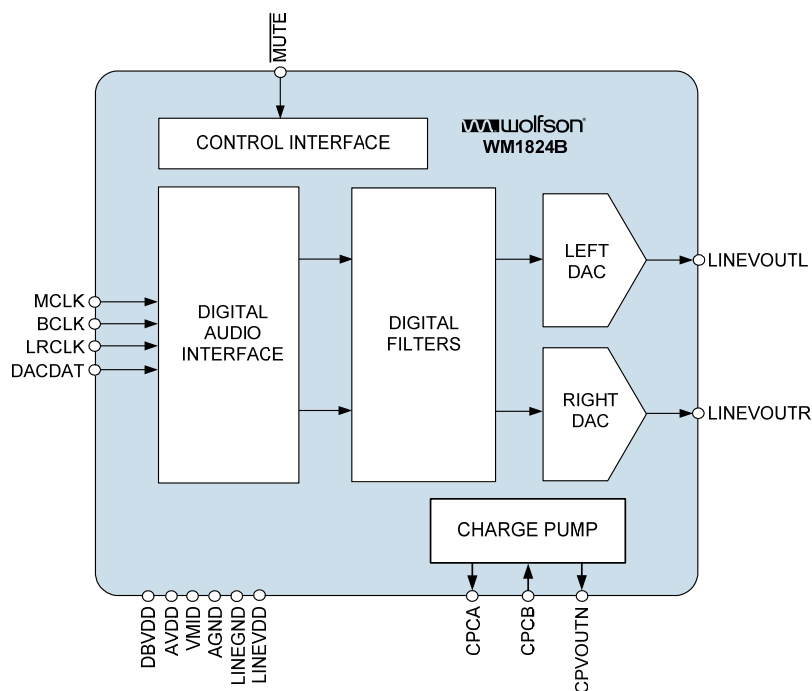 MUTE
CONTROL INTERFACE
wolfson
WM1824B
LEFT
DAC
LINEVOUTL
MCLK
BCLK
LRCLK
DACDAT
DIGITAL
AUDIO
INTERFACE
DIGITAL
FILTERS
RIGHT
DAC
LINEVOUTR
CHARGE PUMP
DBVDD
AVDD
VMID
AGND
LINEGND
LINEVDD
CPCA
CPCB
CPVOUTN